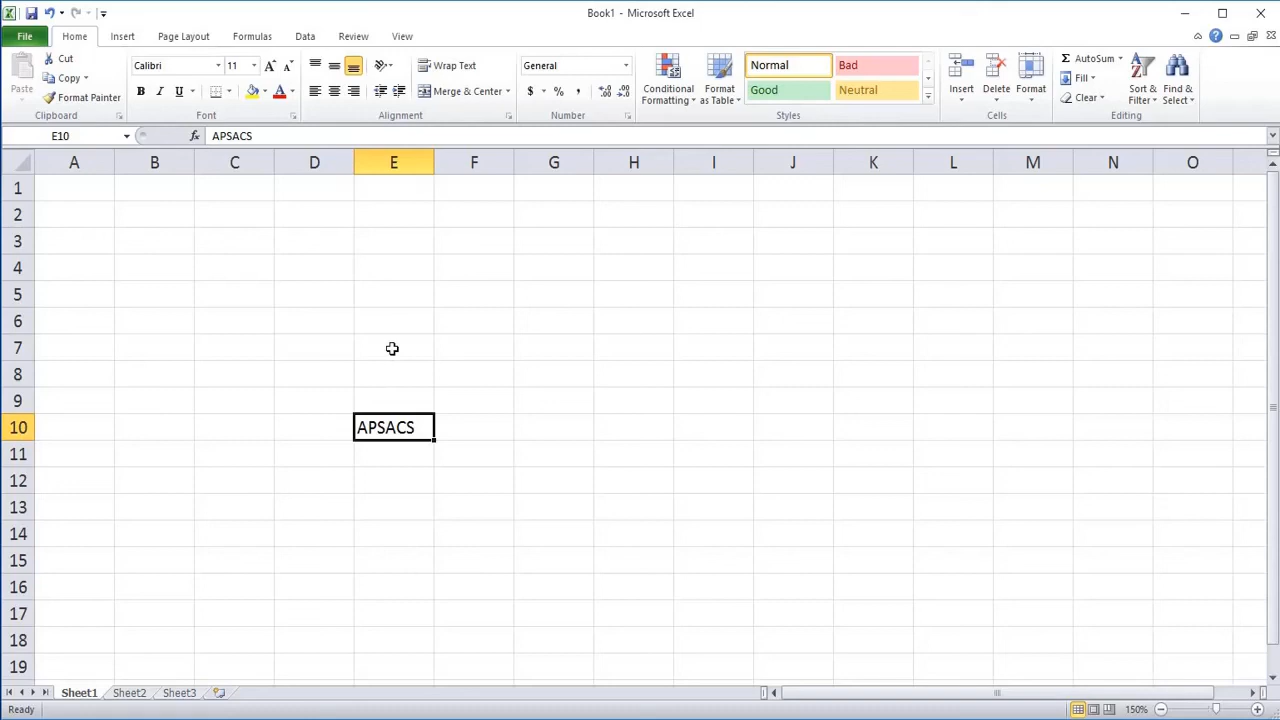 Book1 - Microsoft Excel
File Home Insert Page Layout Formulas Data Review View
Paste
Cut
Copy
Format Painter
Clipboard
Calibri 11
B I U
Font
Wrap Text
Merge & Center
Alignment
General
$ % ,
Number
Conditional Formatting
Format as Table
Normal Bad
Good Neutral
Styles
Insert Delete Format
Cells
AutoSum
Fill
Clear
Sort & Filter
Find & Select
Editing
E10 fx APSACS
A B C D E F G H I J K L M N O
1
2
3
4
5
6
7
8
9
10 APSACS
11
12
13
14
15
16
17
18
19
Sheet1 Sheet2 Sheet3
Ready 150%